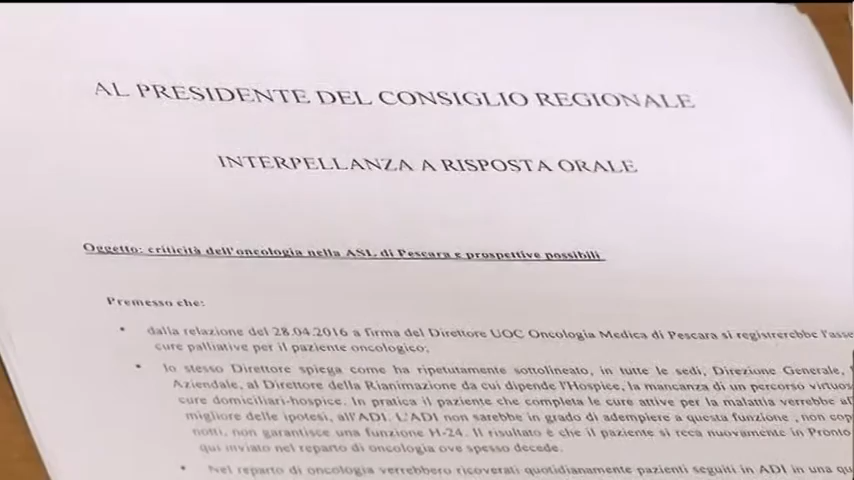 AL PRESIDENTE DEL CONSIGLIO REGIONALE
INTERPELLANZA A RISPOSTA ORALE
Oggetto: criticità dell'oncologia nella ASL di Pescara e prospettive possibili
Premesso che:
• dalla relazione del 28.04.2016 a firma del Direttore UOC Oncologia Medica di Pescara si registrerebbe
cure palliative per il paziente oncologico;
• lo stesso Direttore spiega come ha ripetutamente sottolineato, in tutte le sedi, Direzione Generale,
Aziendale, al Direttore della Rianimazione da cui dipende l'Hospice, la mancanza di un percorso
cure domiciliari-hospice. In pratica il paziente che completa le cure attive per la malattia verrebbe
migliore delle ipotesi, all'ADI. L'ADI non sarebbe in grado di adempiere a questa funzione , non
notti, non garantisce una funzione H-24. Il risultato è che il paziente si reca nuovamente in Pronto
qui inviato nel reparto di oncologia ove spesso decede.
• Nel reparto di oncologia verrebbero ricoverati quotidianamente pazienti seguiti in ADI in una